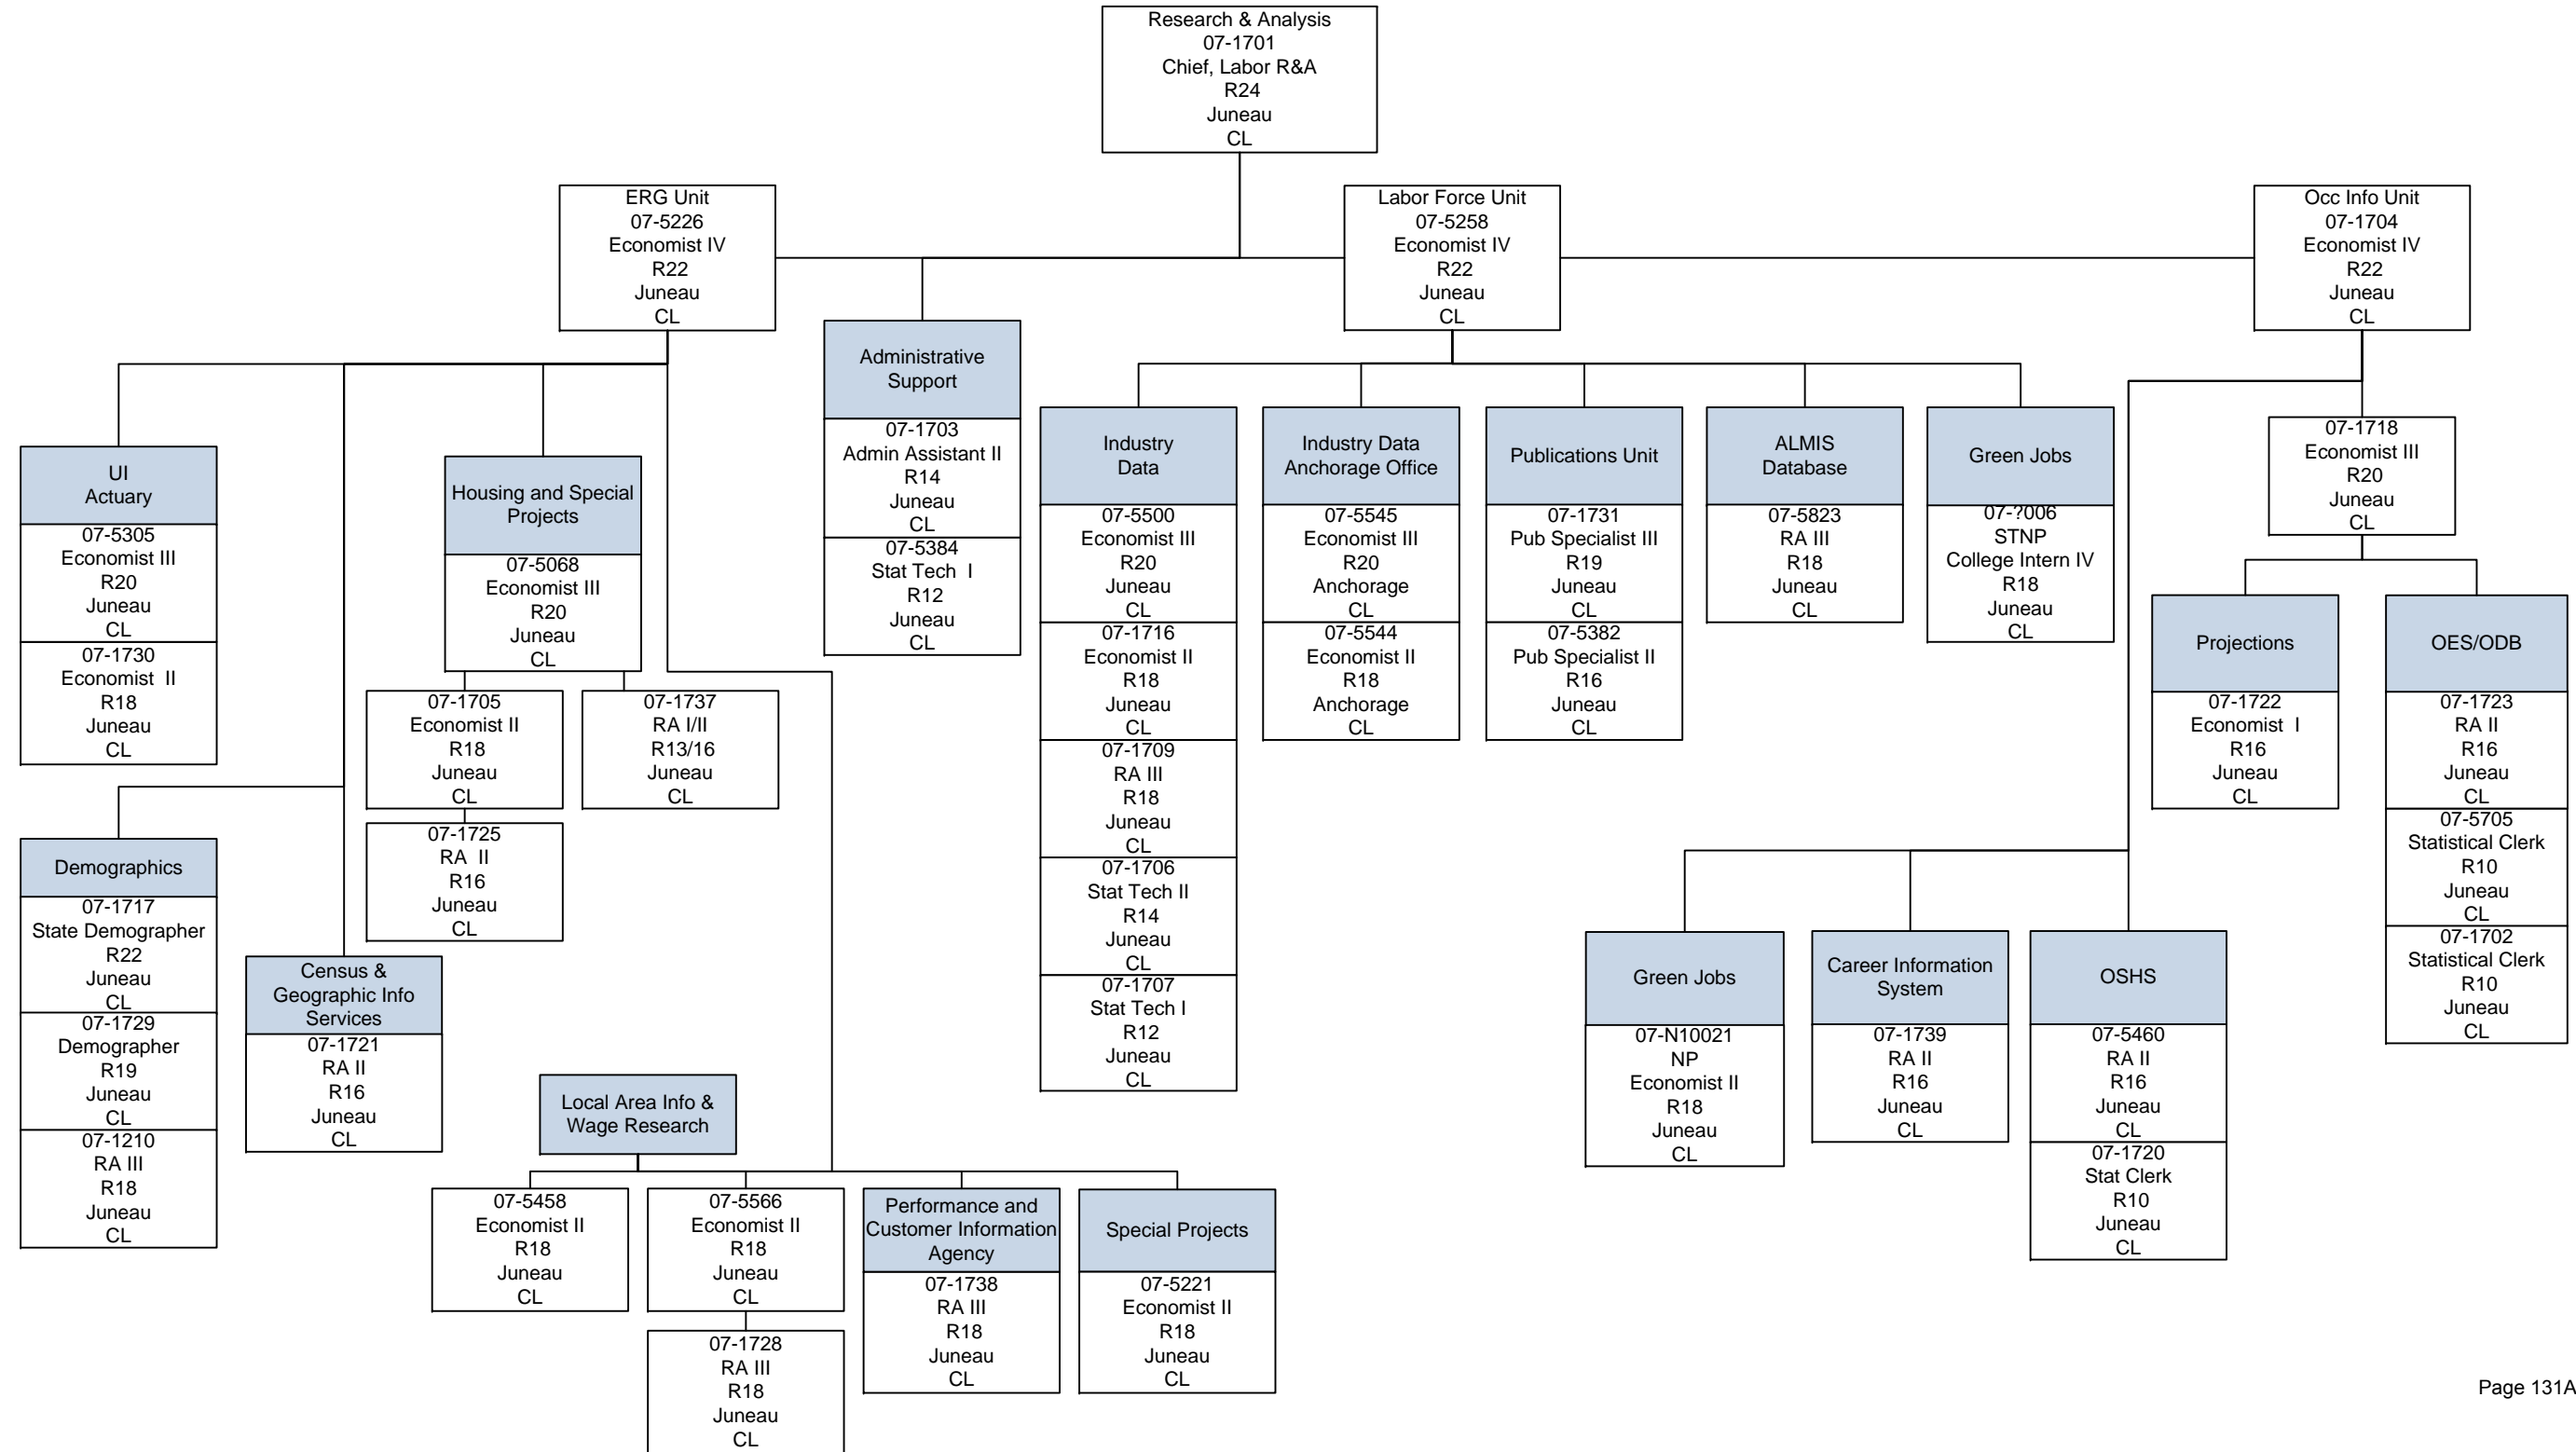 Research & Analysis
07-1701
Chief, Labor R&A
R24
Juneau
CL
ERG Unit
07-5226
Economist IV
R22
Juneau
CL
Labor Force Unit
07-5258
Economist IV
R22
Juneau
CL
Occ Info Unit
07-1704
Economist IV
R22
Juneau
CL
Administrative
Support
07-1703
Admin Assistant II
R14
Juneau
CL
07-5384
Stat Tech I
R12
Juneau
CL
UI
Actuary
07-5305
Economist III
R20
Juneau
CL
07-1730
Economist II
R18
Juneau
CL
Housing and Special
Projects
07-5068
Economist III
R20
Juneau
CL
07-1705
Economist II
R18
Juneau
CL
07-1737
RA I/II
R13/16
Juneau
CL
07-1725
RA II
R16
Juneau
CL
Demographics
07-1717
State Demographer
R22
Juneau
CL
07-1729
Demographer
R19
Juneau
CL
07-1210
RA III
R18
Juneau
CL
Census &
Geographic Info
Services
07-1721
RA II
R16
Juneau
CL
Local Area Info &
Wage Research
07-5458
Economist II
R18
Juneau
CL
07-5566
Economist II
R18
Juneau
CL
07-1728
RA III
R18
Juneau
CL
Performance and
Customer Information
Agency
07-1738
RA III
R18
Juneau
CL
Special Projects
07-5221
Economist II
R18
Juneau
CL
Industry
Data
07-5500
Economist III
R20
Juneau
CL
07-1716
Economist II
R18
Juneau
CL
07-1709
RA III
R18
Juneau
CL
07-1706
Stat Tech II
R14
Juneau
CL
07-1707
Stat Tech I
R12
Juneau
CL
Industry Data
Anchorage Office
07-5545
Economist III
R20
Anchorage
CL
07-5544
Economist II
R18
Anchorage
CL
Publications Unit
07-1731
Pub Specialist III
R19
Juneau
CL
07-5382
Pub Specialist II
R16
Juneau
CL
ALMIS
Database
07-5823
RA III
R18
Juneau
CL
Green Jobs
07-?006
STNP
College Intern IV
R18
Juneau
CL
07-1718
Economist III
R20
Juneau
CL
Projections
07-1722
Economist I
R16
Juneau
CL
OES/ODB
07-1723
RA II
R16
Juneau
CL
07-5705
Statistical Clerk
R10
Juneau
CL
07-1702
Statistical Clerk
R10
Juneau
CL
Green Jobs
07-N10021
NP
Economist II
R18
Juneau
CL
Career Information
System
07-1739
RA II
R16
Juneau
CL
OSHS
07-5460
RA II
R16
Juneau
CL
07-1720
Stat Clerk
R10
Juneau
CL
Page 131A